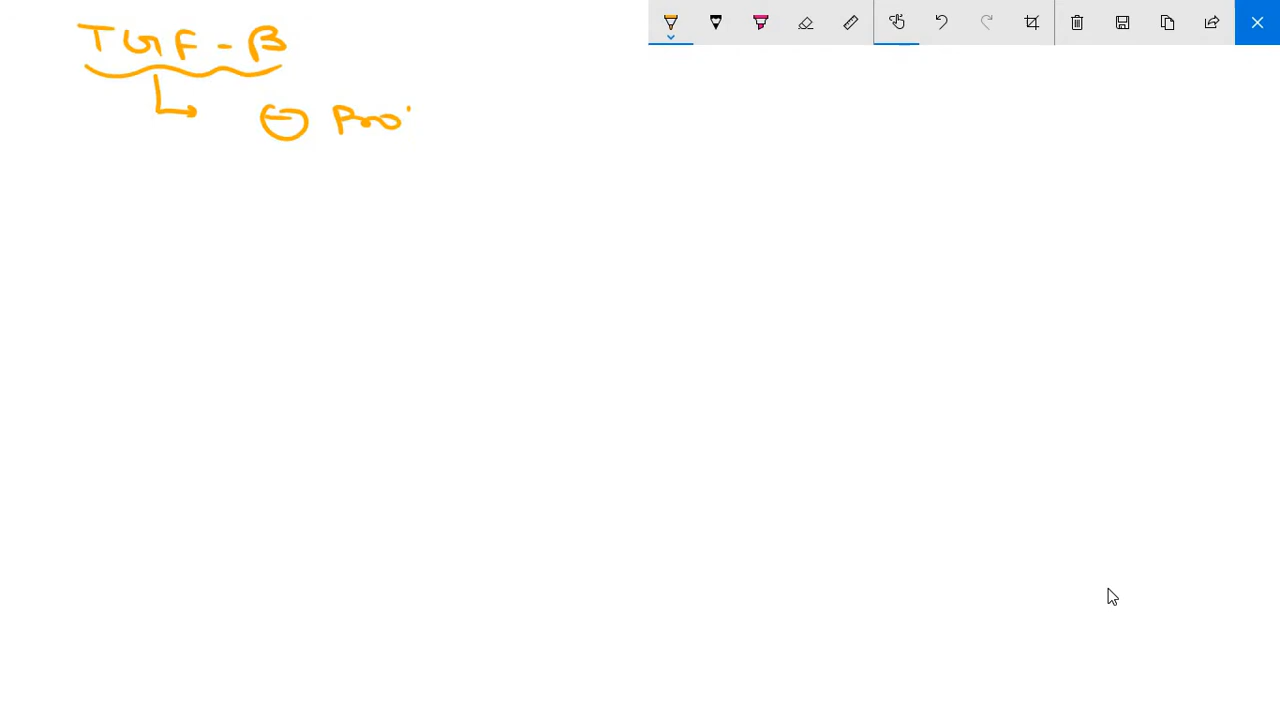 TGF-β
↳ ⊖ Pro